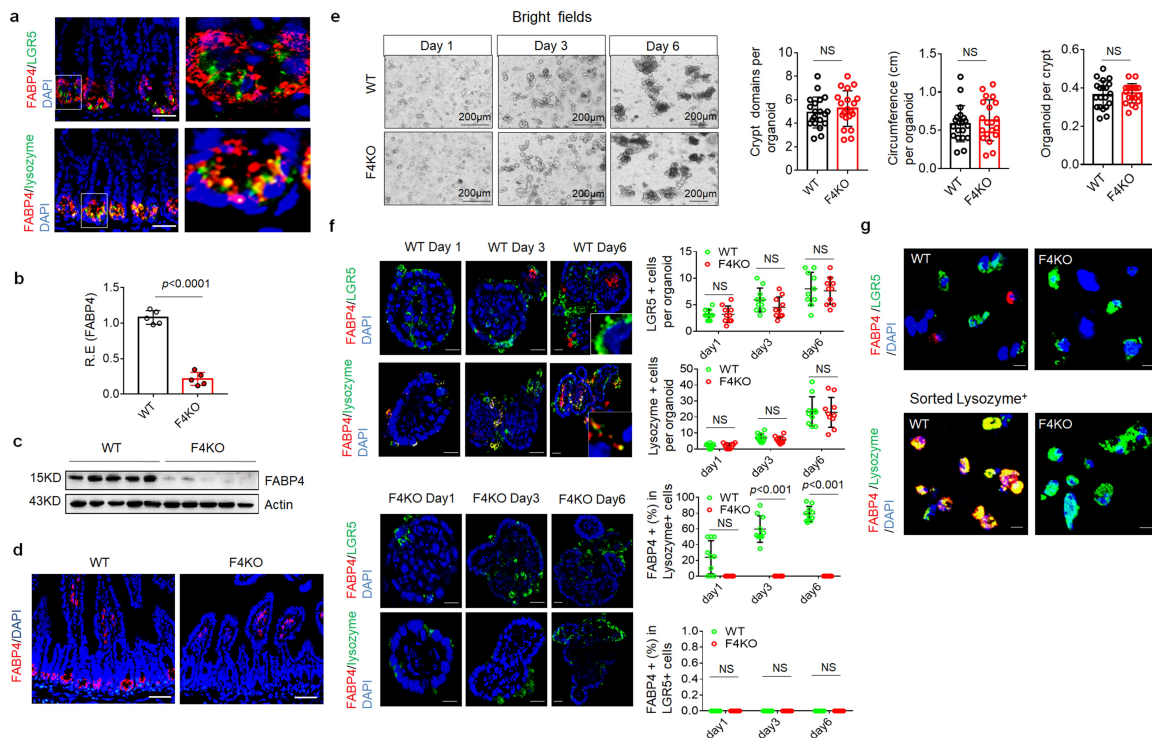 a
FABP4/LGR5
DAPI
FABP4/lysozyme
DAPI
b
p<0.0001
R.E (FABP4)
1.5
1.0
0.5
0.0
WT
F4KO
c
WT
F4KO
15KD
FABP4
43KD
Actin
d
WT
F4KO
FABP4/DAPI
e
Bright fields
Day 1
Day 3
Day 6
WT
200μm
200μm
200μm
F4KO
200μm
200μm
200μm
NS
Crypt domains per
organoid
10
8
6
4
2
0
WT
F4KO
NS
Circumference (cm)
per organoid
1.5
1.0
0.5
0.0
WT
F4KO
NS
Organoid per crypt
0.6
0.4
0.2
0.0
WT
F4KO
f
WT Day 1
WT Day 3
WT Day6
FABP4/LGR5
DAPI
FABP4/lysozyme
DAPI
F4KO Day1
F4KO Day3
F4KO Day6
FABP4/LGR5
DAPI
FABP4/lysozyme
DAPI
WT
F4KO
LGR5 + cells
per organoid
15
10
5
0
NS
NS
NS
day1
day3
day6
WT
F4KO
Lysozyme + cells
per organoid
50
40
30
20
10
0
NS
NS
NS
day1
day3
day6
WT
F4KO
FABP4 + (%) in
Lysozyme+ cells
100
80
60
40
20
0
NS
p<0.001
p<0.001
day1
day3
day6
WT
F4KO
FABP4 + (%) in
LGR5+ cells
1.0
0.8
0.6
0.4
0.2
0.0
NS
NS
NS
day1
day3
day6
g
WT
F4KO
FABP4 /LGR5
/DAPI
Sorted Lysozyme⁺
WT
F4KO
FABP4 /Lysozyme
/DAPI